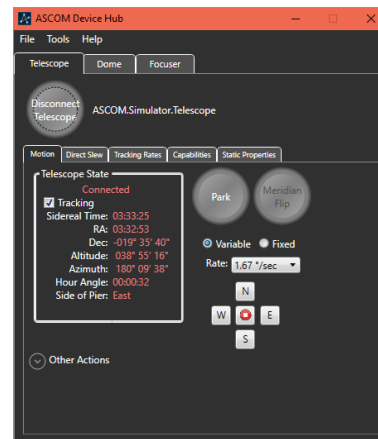 ASCOM Device Hub
File Tools Help
Telescope Dome Focuser
Disconnect
Telescope
ASCOM.Simulator.Telescope
Motion Direct Slew Tracking Rates Capabilities Static Properties
Telescope State
Connected
Tracking
Sidereal Time: 03:33:25
RA: 03:32:53
Dec: -019° 35' 40"
Altitude: 038° 55' 16"
Azimuth: 180° 09' 38"
Hour Angle: 00:00:32
Side of Pier: East
Park
Meridian
Flip
Variable Fixed
Rate: 1.67 °/sec
N
W E
S
Other Actions